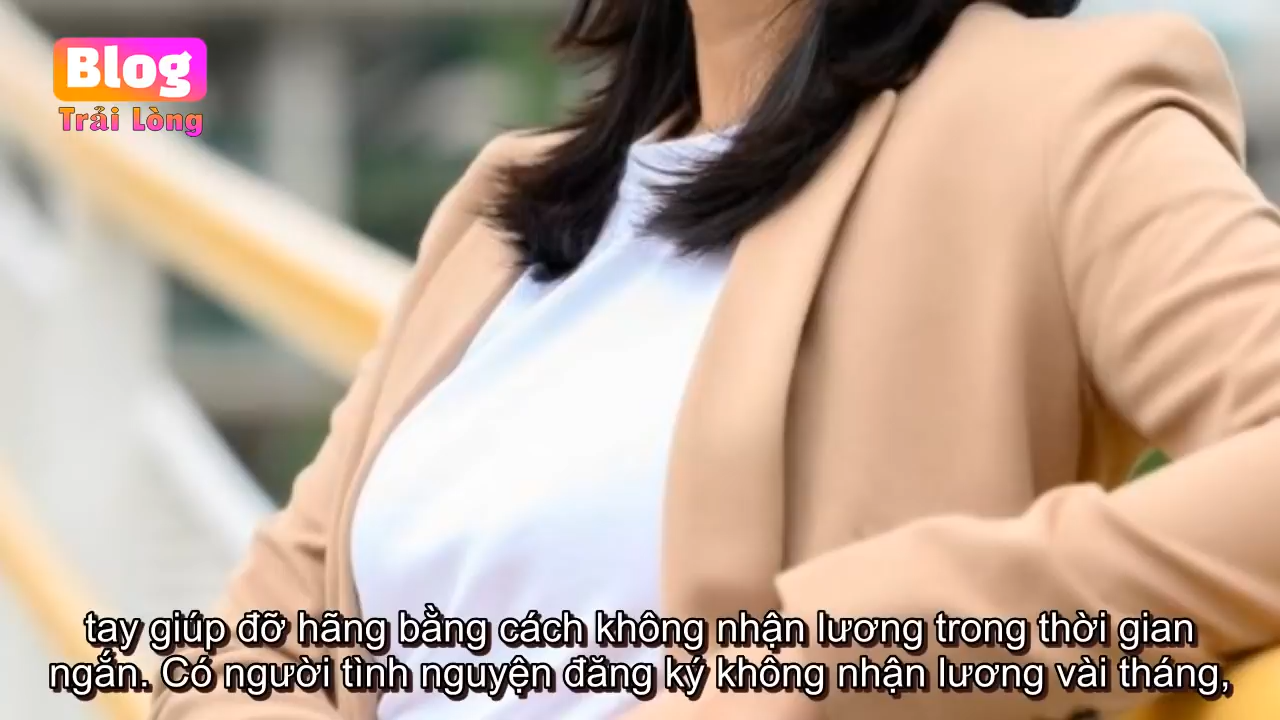 Blog
Trải Lòng
tay giúp đỡ hãng bằng cách không nhận lương trong thời gian
ngắn. Có người tình nguyện đăng ký không nhận lương vài tháng,